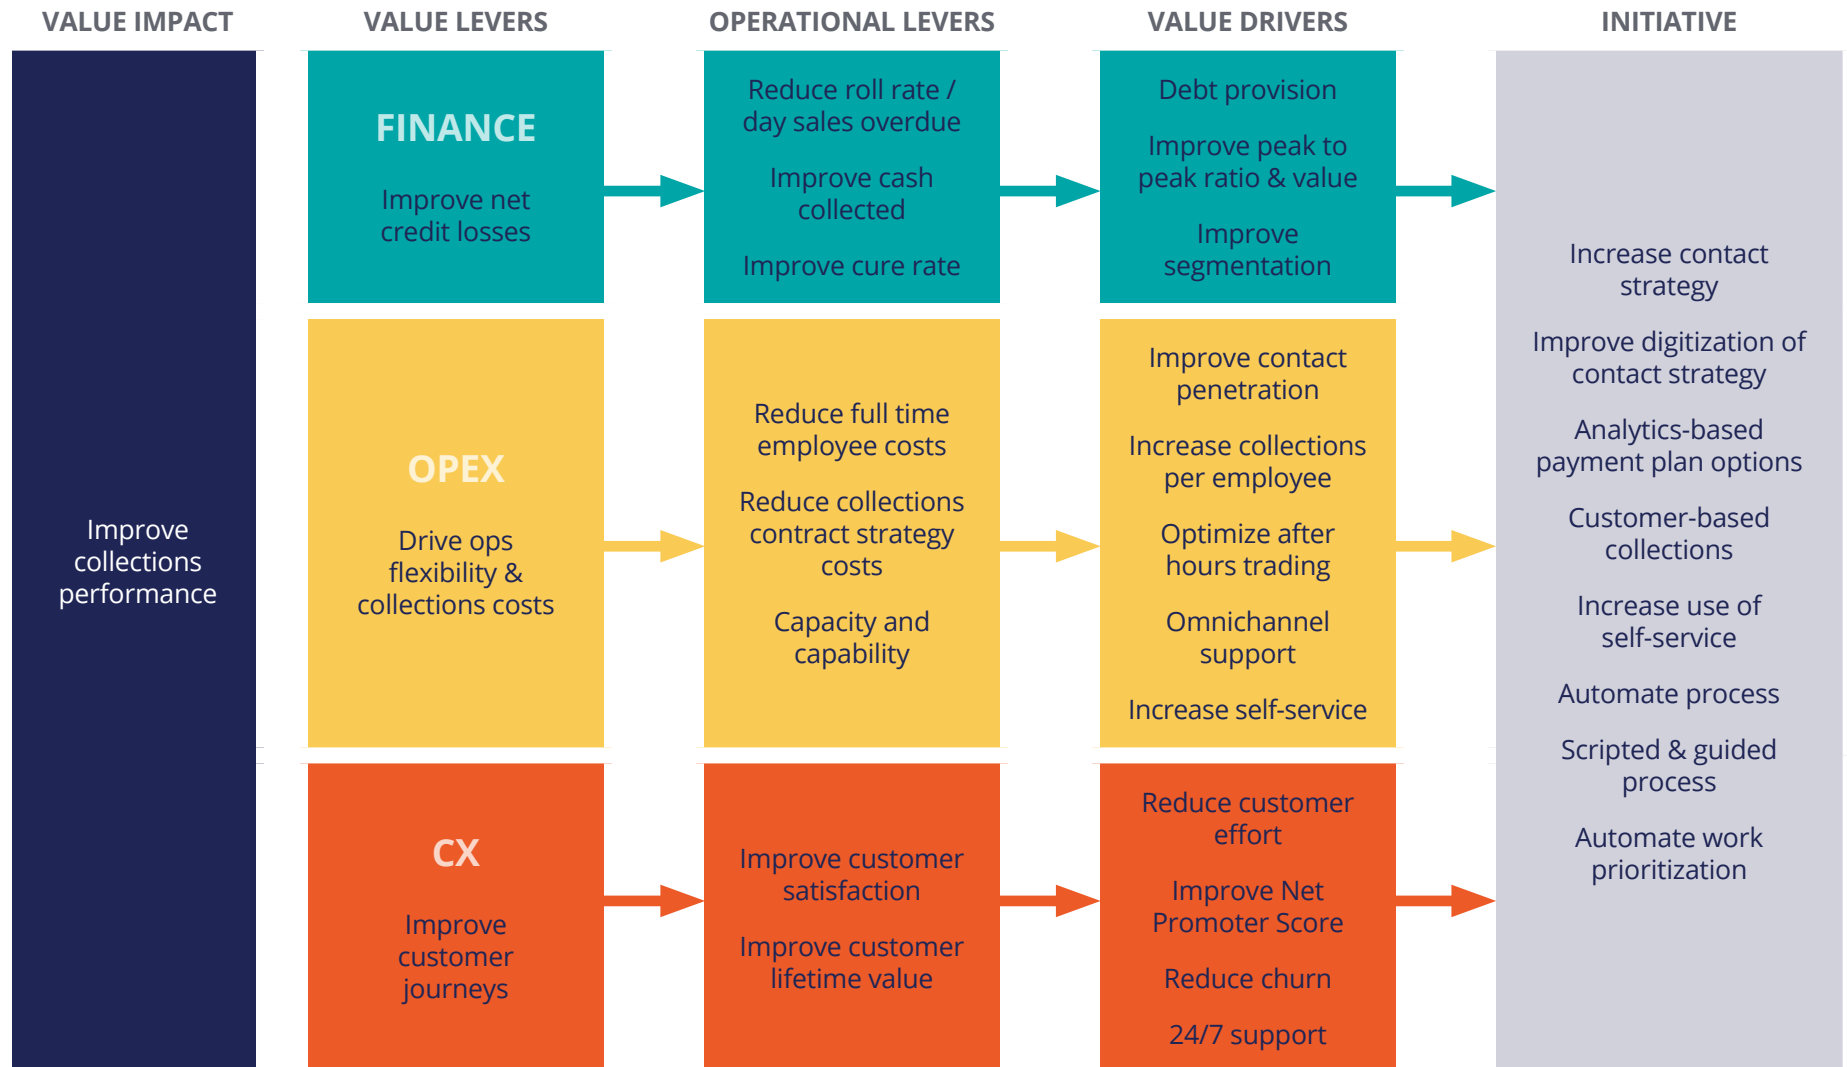 VALUE IMPACT
VALUE LEVERS
OPERATIONAL LEVERS
VALUE DRIVERS
INITIATIVE
Improve
collections
performance
FINANCE
Improve net
credit losses
Reduce roll rate /
day sales overdue
Improve cash
collected
Improve cure rate
Debt provision
Improve peak to
peak ratio & value
Improve
segmentation
OPEX
Drive ops
flexibility &
collections costs
Reduce full time
employee costs
Reduce collections
contract strategy
costs
Capacity and
capability
Improve contact
penetration
Increase collections
per employee
Optimize after
hours trading
Omnichannel
support
Increase self-service
CX
Improve
customer
journeys
Improve customer
satisfaction
Improve customer
lifetime value
Reduce customer
effort
Improve Net
Promoter Score
Reduce churn
24/7 support
Increase contact
strategy
Improve digitization of
contact strategy
Analytics-based
payment plan options
Customer-based
collections
Increase use of
self-service
Automate process
Scripted & guided
process
Automate work
prioritization